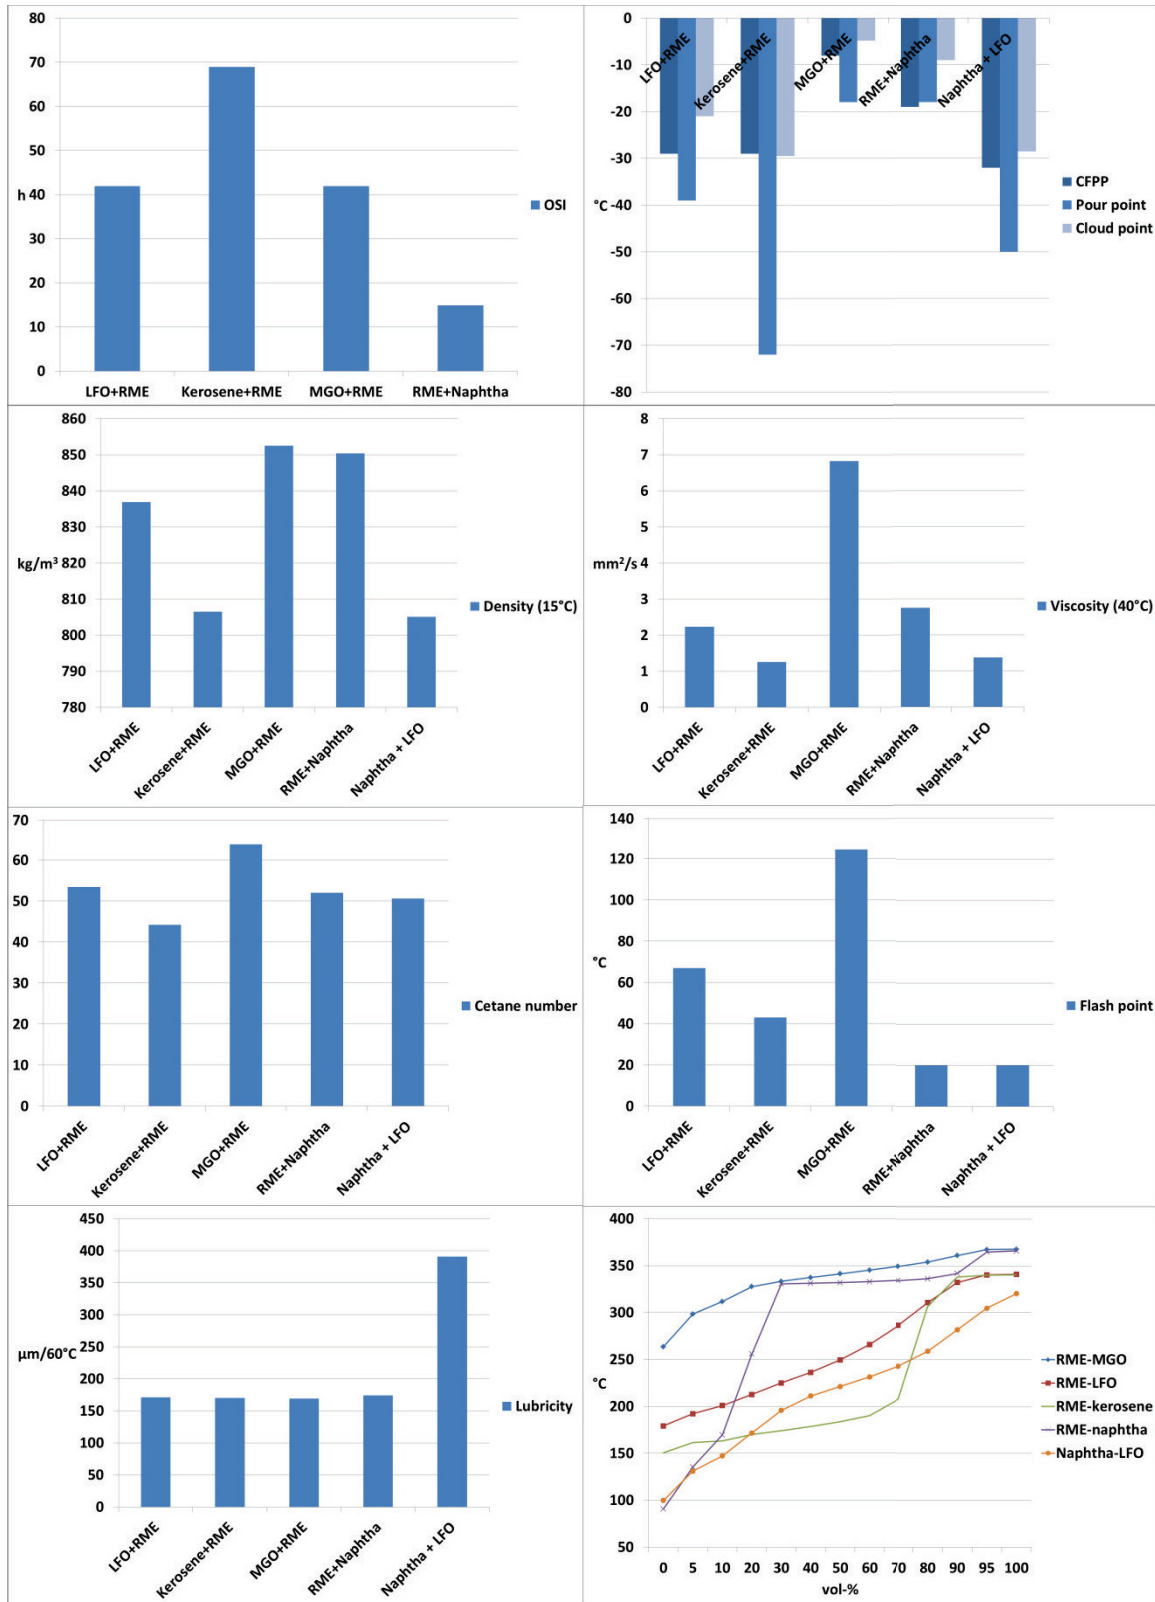 80
70
60
50
h 40
30
20
10
0
LFO+RME Kerosene+RME MGO+RME RME+Naphtha
OSI
-0
-10
-20
-30
°C -40
-50
-60
-70
-80
LFO+RME Kerosene+RME MGO+RME RME+Naphtha Naphtha + LFO
CFPP
Pour point
Cloud point
860
850
840
830
kg/m³ 820
810
800
790
780
LFO+RME Kerosene+RME MGO+RME RME+Naphtha Naphtha + LFO
Density (15°C)
8
7
6
5
mm²/s 4
3
2
1
0
LFO+RME Kerosene+RME MGO+RME RME+Naphtha Naphtha + LFO
Viscosity (40°C)
70
60
50
40
30
20
10
0
LFO+RME Kerosene+RME MGO+RME RME+Naphtha Naphtha + LFO
Cetane number
140
120
100
80
°C
60
40
20
0
LFO+RME Kerosene+RME MGO+RME RME+Naphtha Naphtha + LFO
Flash point
450
400
350
300
250
µm/60°C
200
150
100
50
0
LFO+RME Kerosene+RME MGO+RME RME+Naphtha Naphtha + LFO
Lubricity
400
350
300
250
°C
200
150
100
50
0 5 10 20 30 40 50 60 70 80 90 95 100
vol-%
RME-MGO
RME-LFO
RME-kerosene
RME-naphtha
Naphtha-LFO